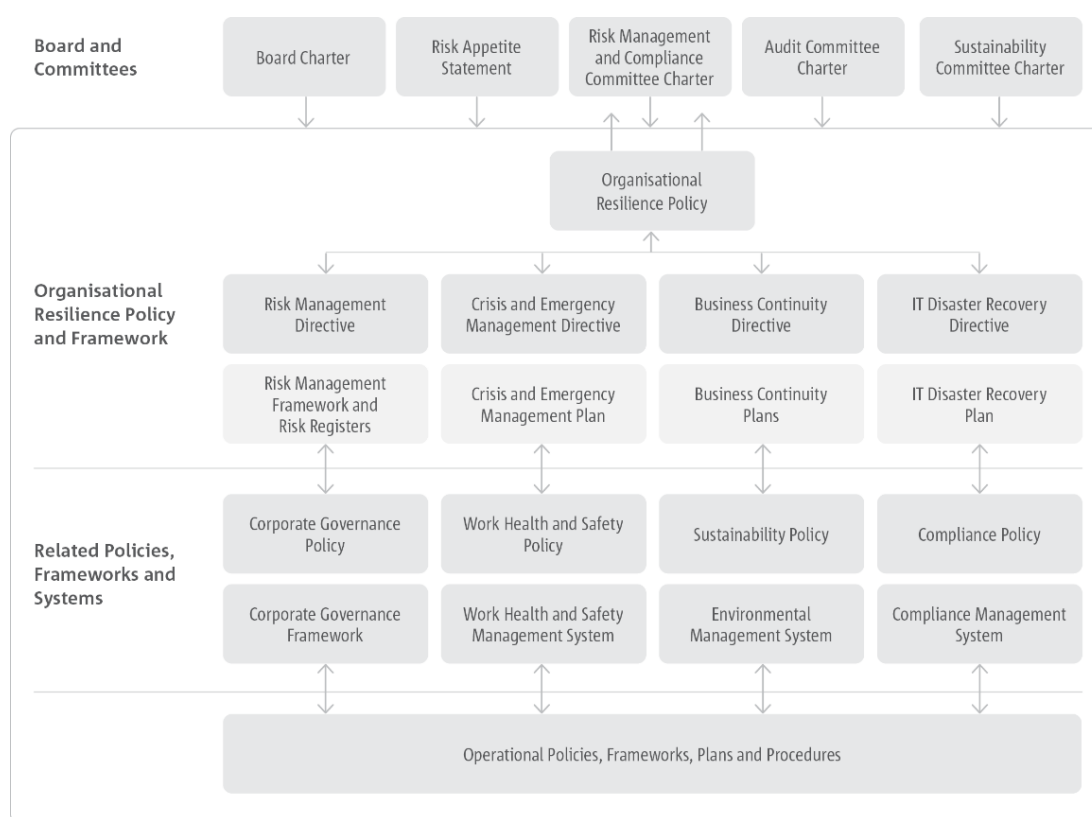 Board and
Committees
Board Charter
Risk Appetite
Statement
Risk Management
and Compliance
Committee Charter
Audit Committee
Charter
Sustainability
Committee Charter
Organisational
Resilience Policy
Organisational
Resilience Policy
and Framework
Risk Management
Directive
Crisis and Emergency
Management Directive
Business Continuity
Directive
IT Disaster Recovery
Directive
Risk Management
Framework and
Risk Registers
Crisis and Emergency
Management Plan
Business Continuity
Plans
IT Disaster Recovery
Plan
Related Policies,
Frameworks and
Systems
Corporate Governance
Policy
Work Health and Safety
Policy
Sustainability Policy
Compliance Policy
Corporate Governance
Framework
Work Health and Safety
Management System
Environmental
Management System
Compliance Management
System
Operational Policies, Frameworks, Plans and Procedures